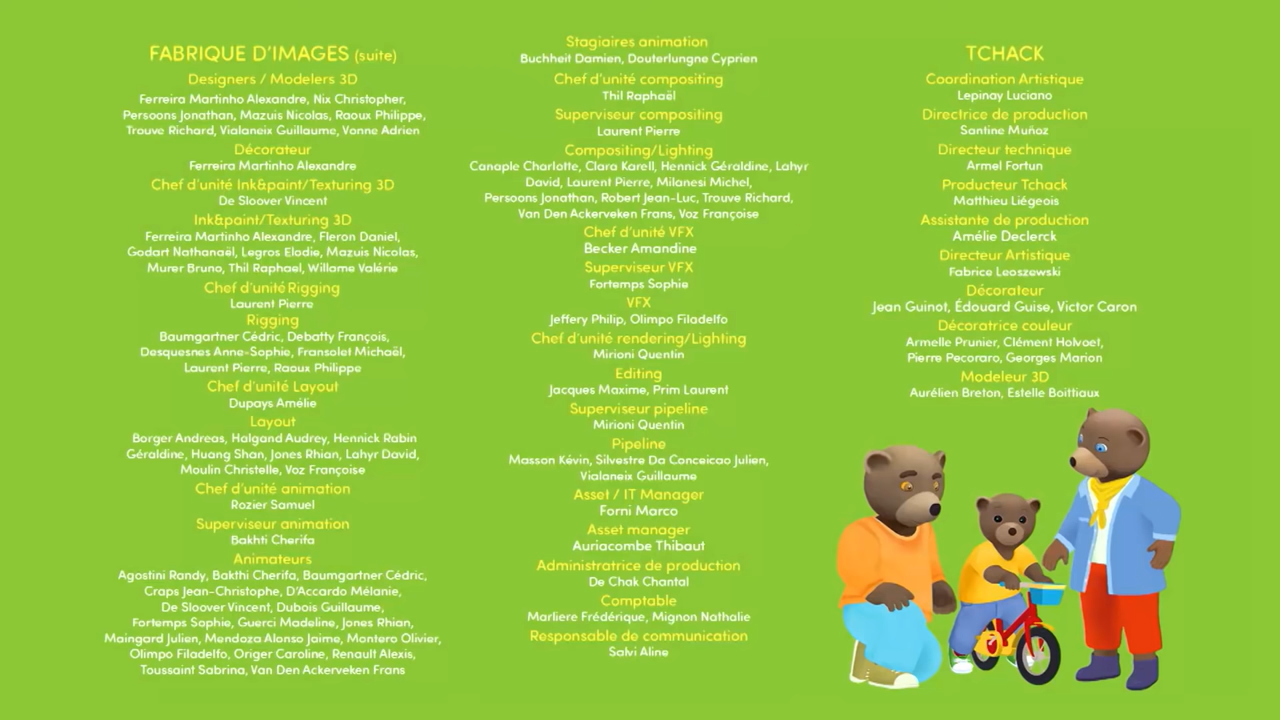 FABRIQUE D'IMAGES (suite)
Designers / Modelers 3D
Ferreira Martinho Alexandre, Nix Christopher,
Persoons Jonathan, Mazuis Nicolas, Raoux Philippe,
Trouve Richard, Vialaneix Guillaume, Vonne Adrien
Décorateur
Ferreira Martinho Alexandre
Chef d'unité Ink&paint/Texturing 3D
De Sloover Vincent
Ink&paint/Texturing 3D
Ferreira Martinho Alexandre, Fleron Daniel,
Godart Nathanaël, Legros Elodie, Mazuis Nicolas,
Murer Bruno, Thil Raphael, Willame Valérie
Chef d'unité Rigging
Laurent Pierre
Rigging
Baumgartner Cédric, Debatty François,
Desquesnes Anne-Sophie, Fransolet Michaël,
Laurent Pierre, Raoux Philippe
Chef d'unité Layout
Dupays Amélie
Layout
Borger Andreas, Halgand Audrey, Hennick Rabin
Géraldine, Huang Shan, Jones Rhian, Lahyr David,
Moulin Christelle, Voz Françoise
Chef d'unité animation
Rozier Samuel
Superviseur animation
Bakhti Cherifa
Animateurs
Agostini Randy, Bakthi Cherifa, Baumgartner Cédric,
Craps Jean-Christophe, D'Accardo Mélanie,
De Sloover Vincent, Dubois Guillaume,
Fortemps Sophie, Guerci Madeline, Jones Rhian,
Maingard Julien, Mendoza Alonso Jaime, Montero Olivier,
Olimpo Filadelfo, Origer Caroline, Renault Alexis,
Toussaint Sabrina, Van Den Ackerveken Frans
Stagiaires animation
Buchheit Damien, Douterlungne Cyprien
Chef d'unité compositing
Thil Raphaël
Superviseur compositing
Laurent Pierre
Compositing/Lighting
Canaple Charlotte, Clara Karell, Hennick Géraldine, Lahyr
David, Laurent Pierre, Milanesi Michel,
Persoons Jonathan, Robert Jean-Luc, Trouve Richard,
Van Den Ackerveken Frans, Voz Françoise
Chef d'unité VFX
Becker Amandine
Superviseur VFX
Fortemps Sophie
VFX
Jeffery Philip, Olimpo Filadelfo
Chef d'unité rendering/Lighting
Mirioni Quentin
Editing
Jacques Maxime, Prim Laurent
Superviseur pipeline
Mirioni Quentin
Pipeline
Masson Kévin, Silvestre Da Conceicao Julien,
Vialaneix Guillaume
Asset / IT Manager
Forni Marco
Asset manager
Auriacombe Thibaut
Administratrice de production
De Chak Chantal
Comptable
Marliere Frédérique, Mignon Nathalie
Responsable de communication
Salvi Aline
TCHACK
Coordination Artistique
Lepinay Luciano
Directrice de production
Santine Muñoz
Directeur technique
Armel Fortun
Producteur Tchack
Matthieu Liégeois
Assistante de production
Amélie Declerck
Directeur Artistique
Fabrice Leoszewski
Décorateur
Jean Guinot, Édouard Guise, Victor Caron
Décoratrice couleur
Armelle Prunier, Clément Holvoet,
Pierre Pecoraro, Georges Marion
Modeleur 3D
Aurélien Breton, Estelle Boittiaux